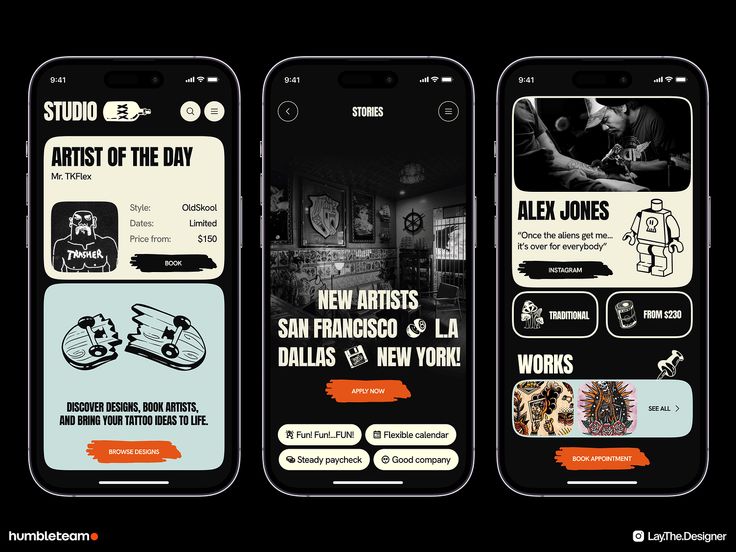 9:41
STUDIO
ARTIST OF THE DAY
Mr. TKFlex
Style: OldSkool
Dates: Limited
Price from: $150
TRASHER
BOOK
DISCOVER DESIGNS, BOOK ARTISTS,
AND BRING YOUR TATTOO IDEAS TO LIFE.
BROWSE DESIGNS
9:41
STORIES
NEW ARTISTS
SAN FRANCISCO L.A
DALLAS NEW YORK!
APPLY NOW
Fun! Fun!...FUN!
Flexible calendar
Steady paycheck
Good company
9:41
ALEX JONES
“Once the aliens get me...
it’s over for everybody”
INSTAGRAM
TRADITIONAL
FROM $230
WORKS
SEE ALL
BOOK APPOINTMENT
humbleteam
Lay.The.Designer